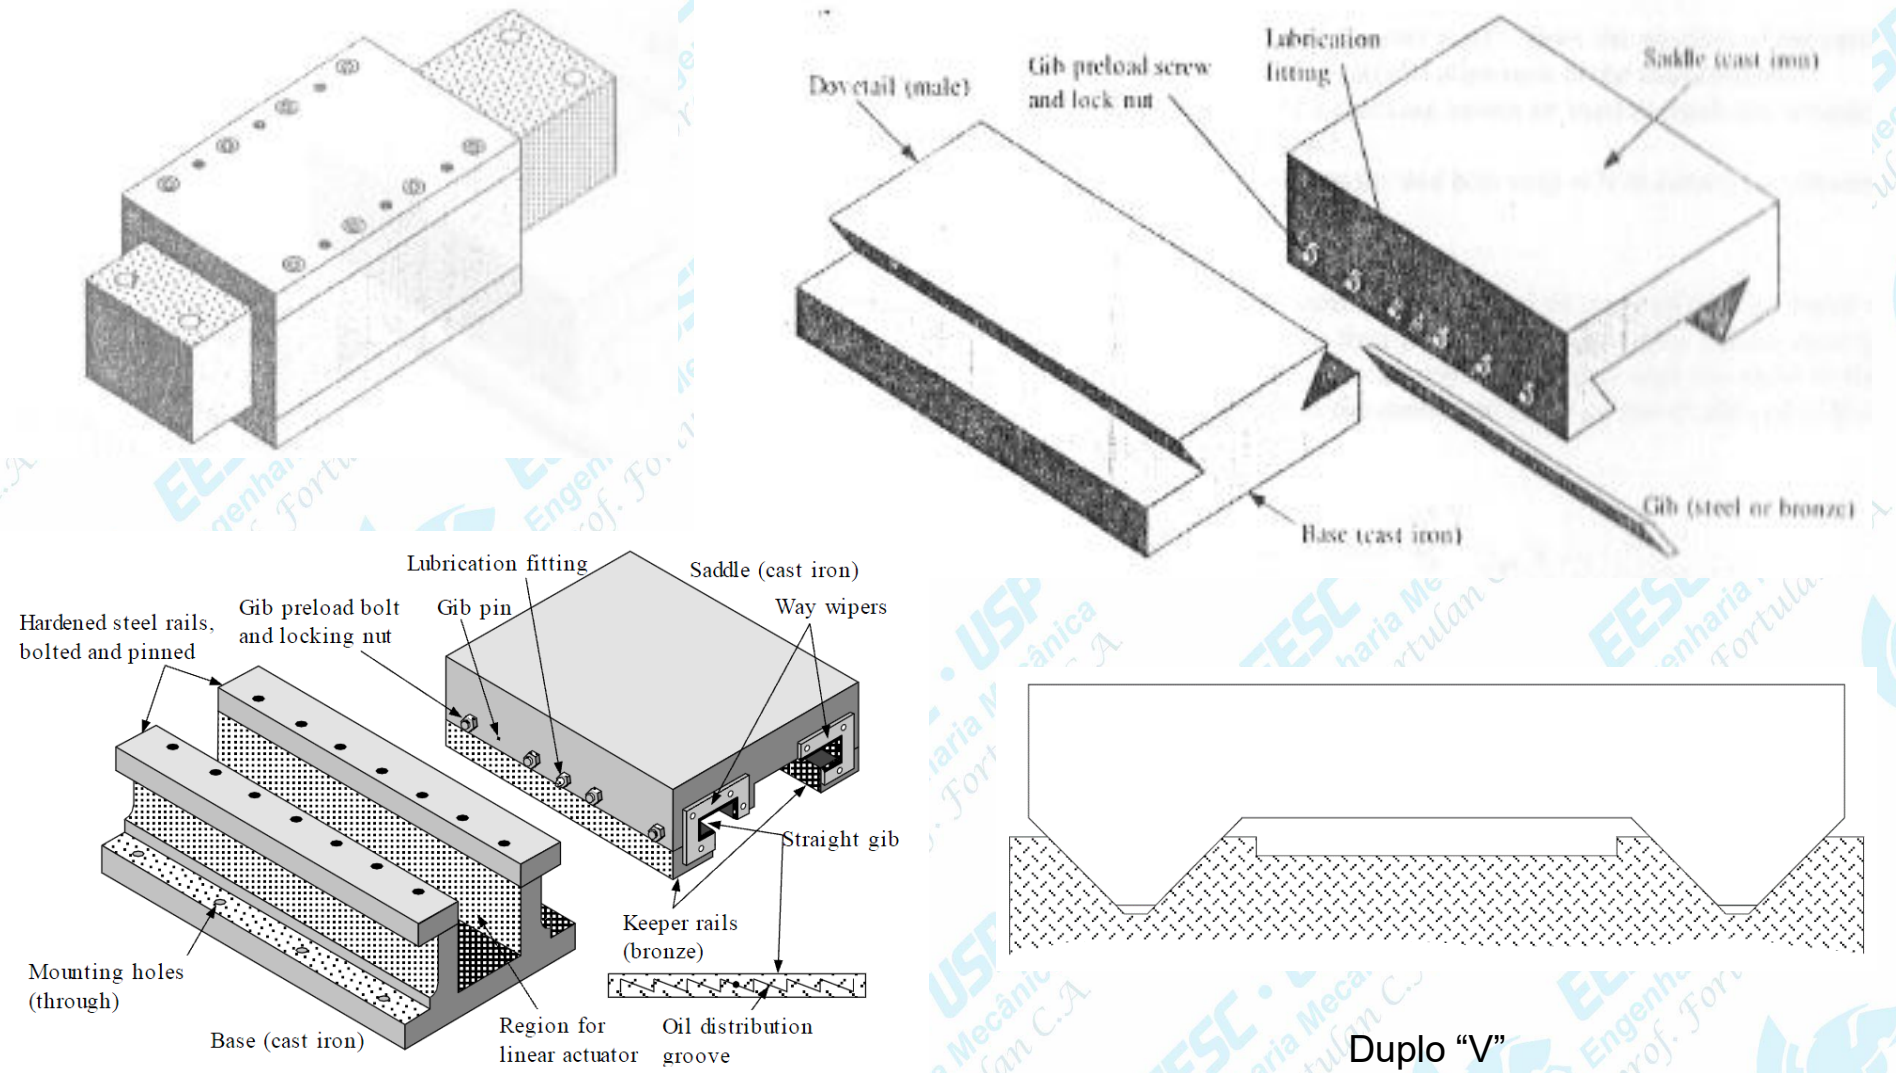 Dovetail (male)
Gib preload screw
and lock nut
Lubrication
fitting
Saddle (cast iron)
Gib (steel or bronze)
Base (cast iron)
Lubrication fitting
Saddle (cast iron)
Gib preload bolt
and locking nut
Gib pin
Way wipers
Hardened steel rails,
bolted and pinned
Straight gib
Keeper rails
(bronze)
Mounting holes
(through)
Base (cast iron)
Region for
linear actuator
Oil distribution
groove
Duplo “V”